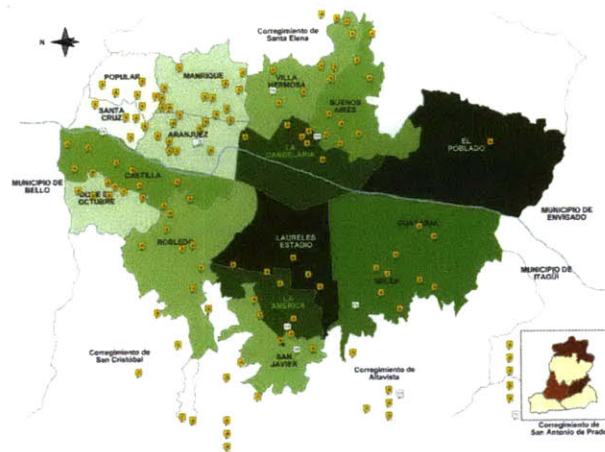 Corregimiento de
Santa Elena
N
POPULAR
MANRIQUE
VILLA
HERMOSA
SANTA
CRUZ
BUENOS
AIRES
ARANJUEZ
EL
POBLADO
LA
CANDELARIA
CASTILLA
MUNICIPIO DE
BELLO
DOCE DE
OCTUBRE
MUNICIPIO DE
ENVIGADO
GUAYABAL
LAURELES
ESTADIO
ROBLEDO
MUNICIPIO DE
ITAGÜÍ
BELÉN
LA
AMÉRICA
SAN
JAVIER
Corregimiento de
San Cristóbal
Corregimiento de
Altavista
Corregimiento de
San Antonio de Prado